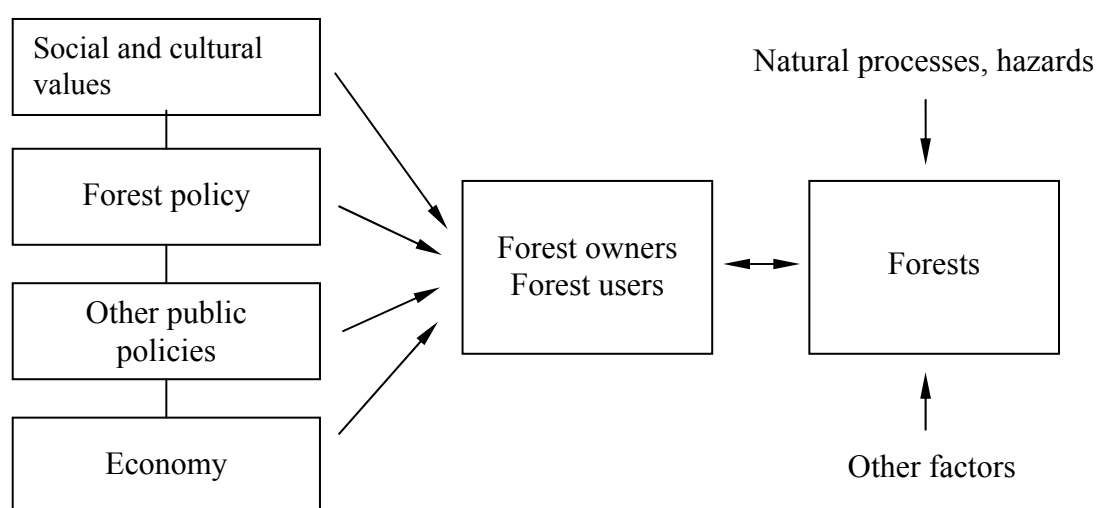 Social and cultural
values
Forest policy
Other public
policies
Economy
Forest owners
Forest users
Natural processes, hazards
Forests
Other factors